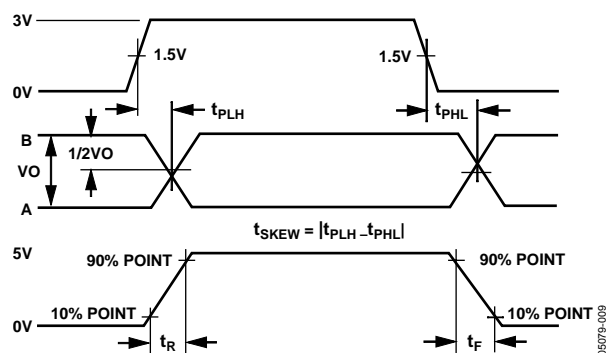 3V
1.5V
1.5V
0V
tPLH
tPHL
B
1/2VO
VO
A
tSKEW = |tPLH –tPHL|
5V
90% POINT
90% POINT
10% POINT
10% POINT
0V
tR
tF
05079-009